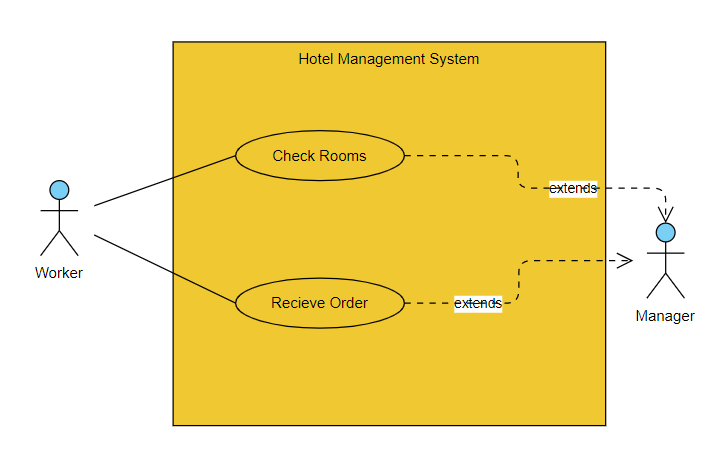 Hotel Management System
Check Rooms
extends
Worker
Recieve Order
extends
Manager